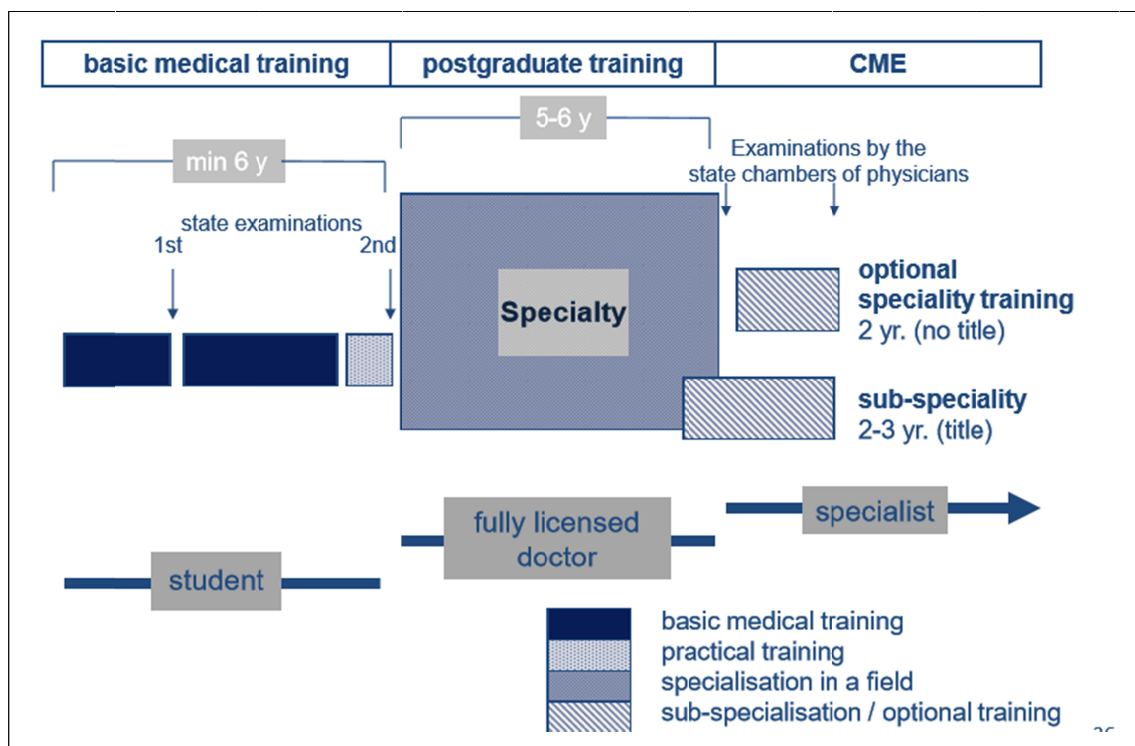 basic medical training
postgraduate training
CME
5-6 y
min 6 y
Examinations by the
state chambers of physicians
state examinations
1st
2nd
Specialty
optional
speciality training
2 yr. (no title)
sub-speciality
2-3 yr. (title)
specialist
fully licensed
doctor
student
basic medical training
practical training
specialisation in a field
sub-specialisation / optional training